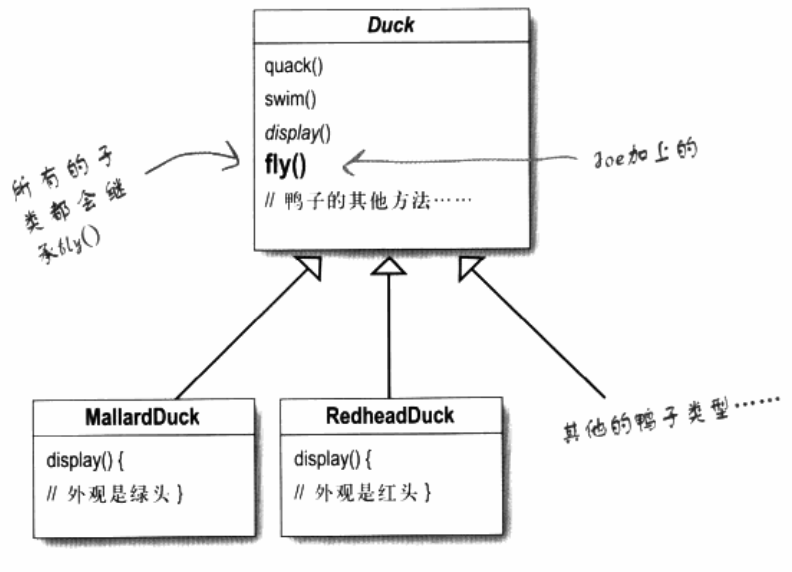 Duck
quack()
swim()
display()
fly()
// 鸭子的其他方法……
所有的子
类都会继
承fly()
Joe加上的
MallardDuck
display() {
// 外观是绿头 }
RedheadDuck
display() {
// 外观是红头 }
其他的鸭子类型……